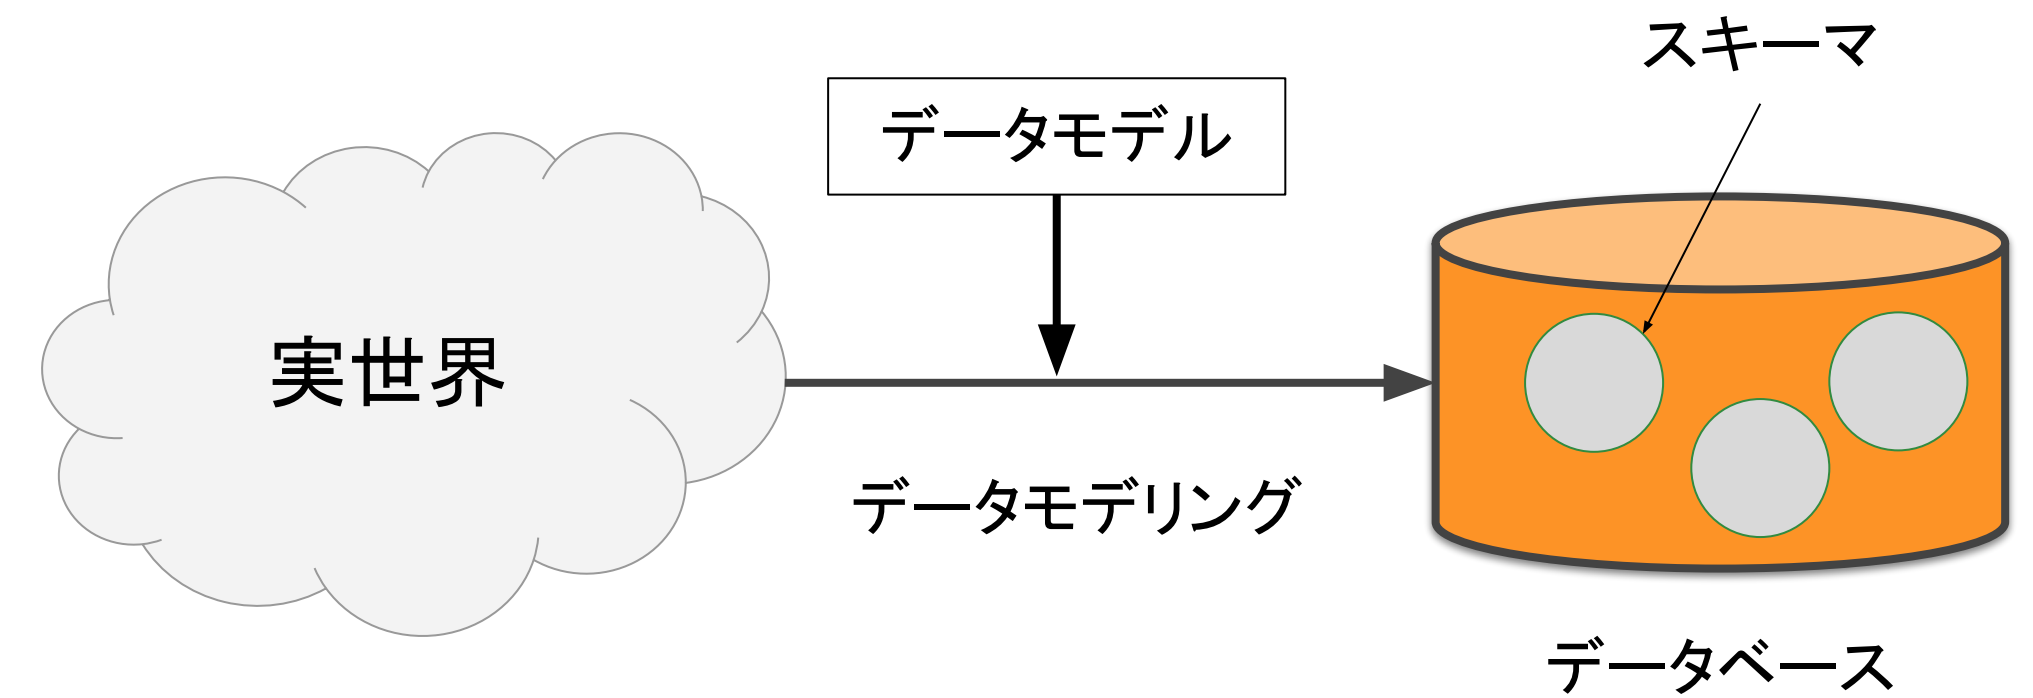 スキーマ
データモデル
実世界
データモデリング
データベース